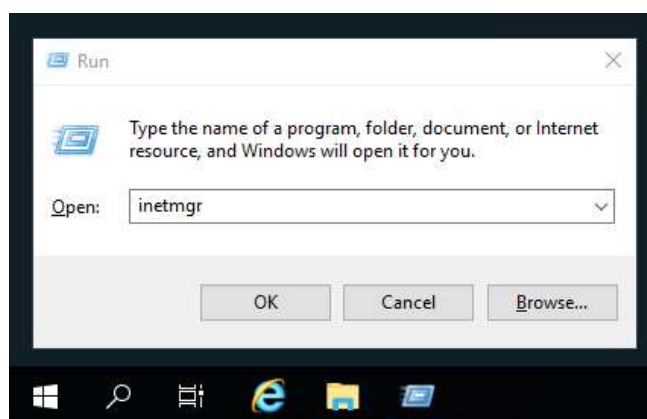 Run
Type the name of a program, folder, document, or Internet
resource, and Windows will open it for you.
Open: inetmgr
OK Cancel Browse...